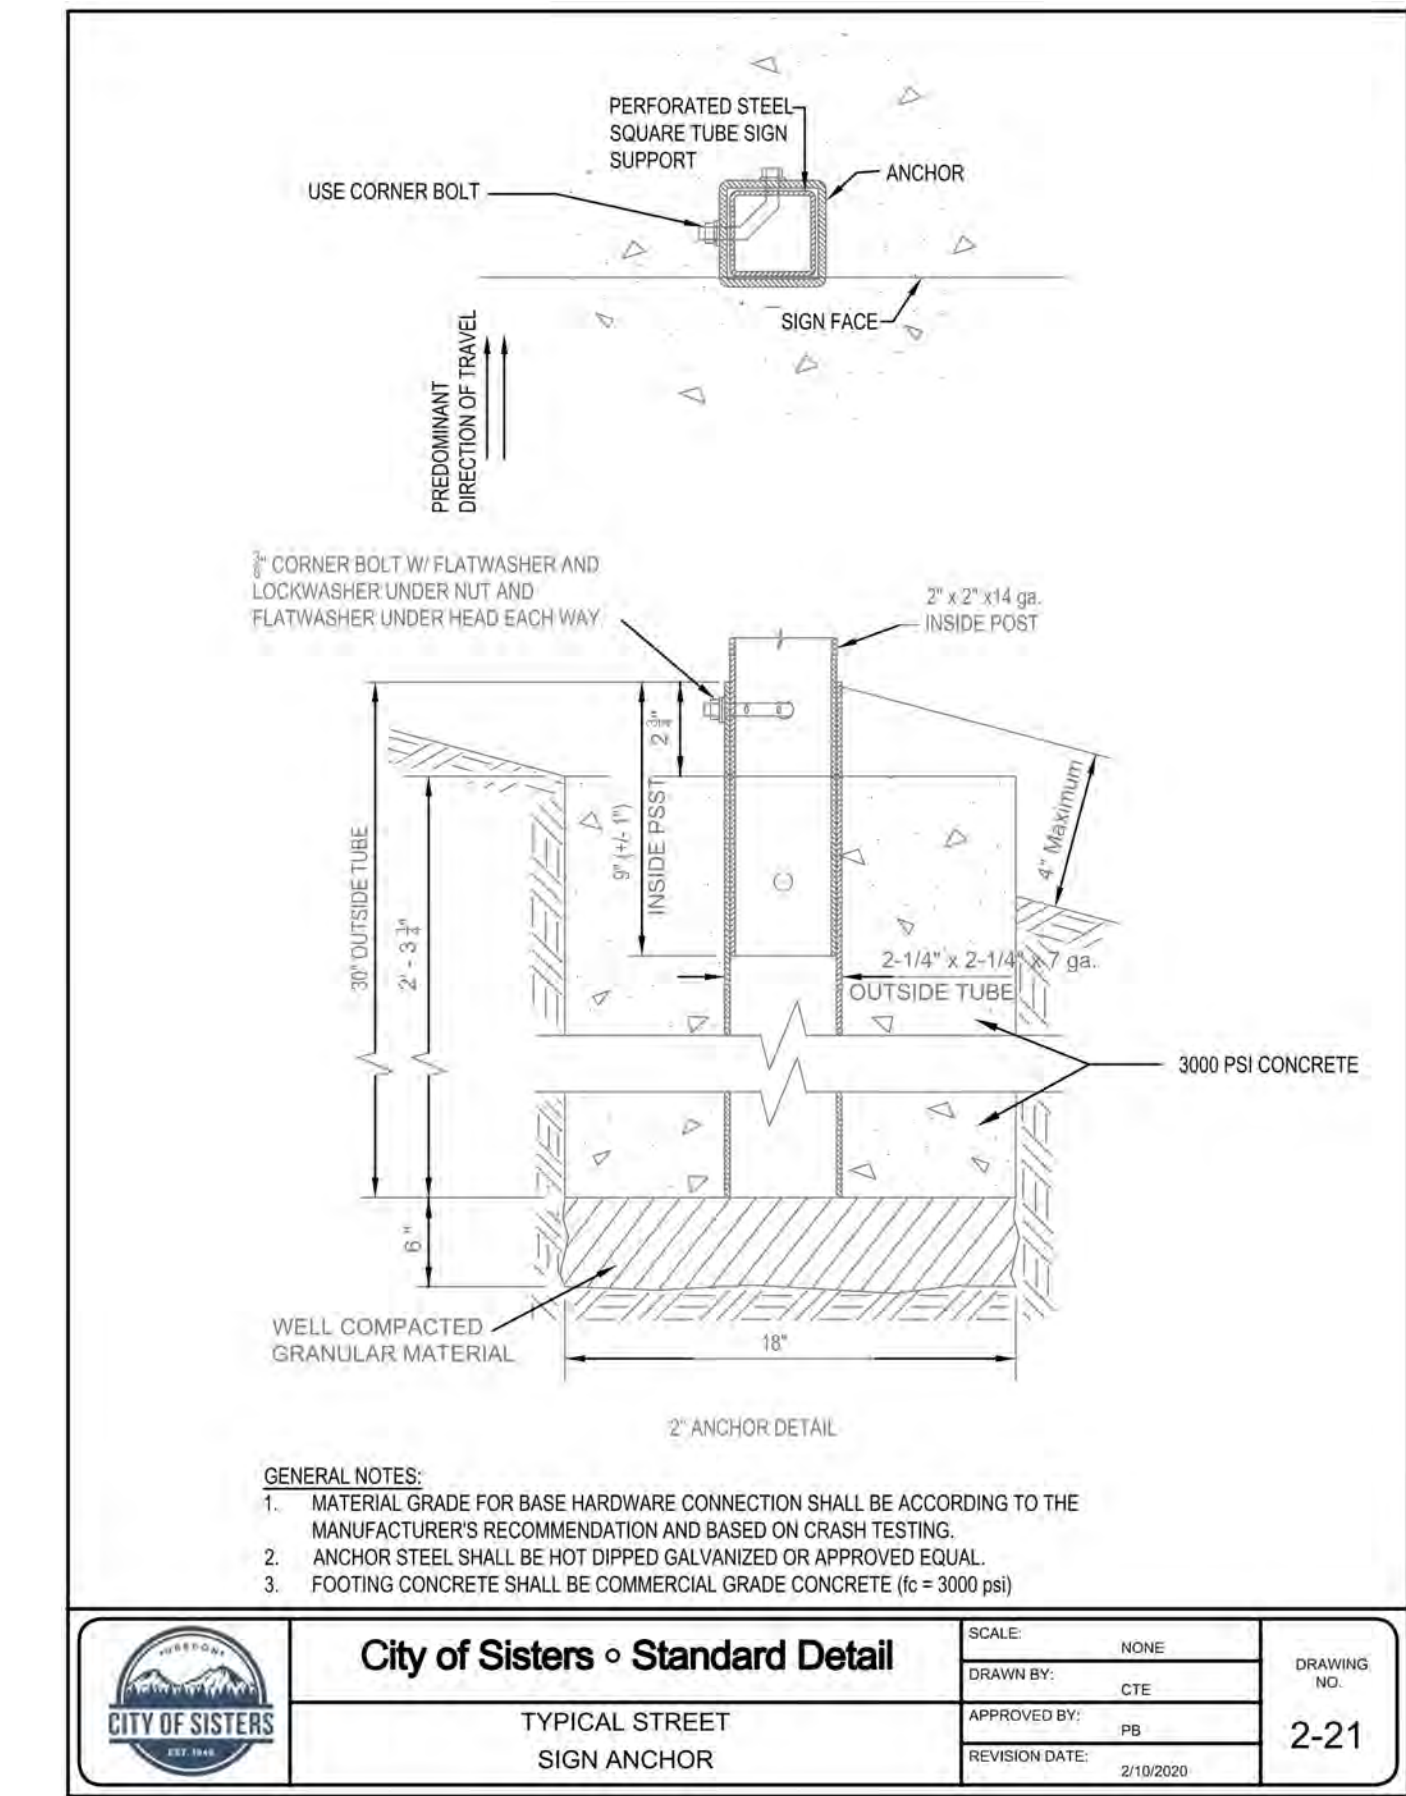 PERFORATED STEEL
SQUARE TUBE SIGN
SUPPORT
ANCHOR
USE CORNER BOLT
SIGN FACE
PREDOMINANT
DIRECTION OF TRAVEL
3/8" CORNER BOLT W/ FLATWASHER AND
LOCKWASHER UNDER NUT AND
FLATWASHER UNDER HEAD EACH WAY
2" x 2" x14 ga.
INSIDE POST
2 3/4"
9" (+/- 1")
INSIDE PSST
4" Maximum
30" OUTSIDE TUBE
2' - 3 1/4"
2-1/4" x 2-1/4" x 7 ga.
OUTSIDE TUBE
3000 PSI CONCRETE
6"
WELL COMPACTED
GRANULAR MATERIAL
18"
2" ANCHOR DETAIL
GENERAL NOTES:
1. MATERIAL GRADE FOR BASE HARDWARE CONNECTION SHALL BE ACCORDING TO THE
MANUFACTURER'S RECOMMENDATION AND BASED ON CRASH TESTING.
2. ANCHOR STEEL SHALL BE HOT DIPPED GALVANIZED OR APPROVED EQUAL.
3. FOOTING CONCRETE SHALL BE COMMERCIAL GRADE CONCRETE (fc = 3000 psi)
OREGON
CITY OF SISTERS
EST. 1946
City of Sisters ○ Standard Detail
TYPICAL STREET
SIGN ANCHOR
SCALE:
NONE
DRAWN BY:
CTE
APPROVED BY:
PB
REVISION DATE:
2/10/2020
DRAWING
NO.
2-21